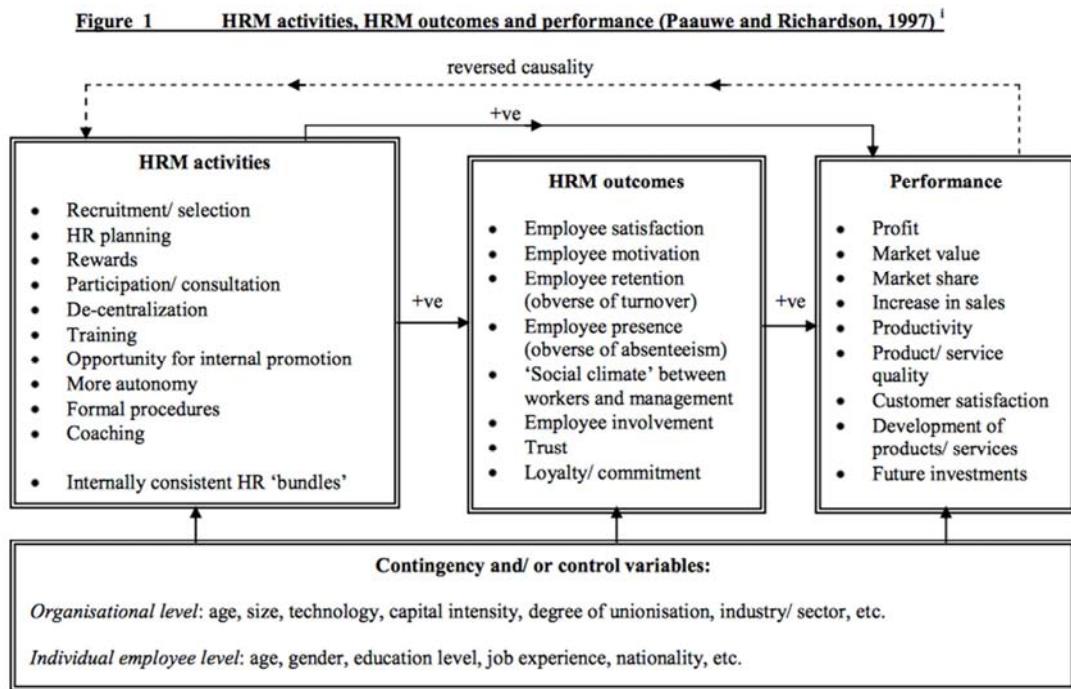 Figure 1 HRM activities, HRM outcomes and performance (Paauwe and Richardson, 1997) i
reversed causality
+ve
HRM activities
• Recruitment/ selection
• HR planning
• Rewards
• Participation/ consultation
• De-centralization
• Training
• Opportunity for internal promotion
• More autonomy
• Formal procedures
• Coaching
• Internally consistent HR ‘bundles’
+ve
HRM outcomes
• Employee satisfaction
• Employee motivation
• Employee retention
(obverse of turnover)
• Employee presence
(obverse of absenteeism)
• ‘Social climate’ between
workers and management
• Employee involvement
• Trust
• Loyalty/ commitment
+ve
Performance
• Profit
• Market value
• Market share
• Increase in sales
• Productivity
• Product/ service
quality
• Customer satisfaction
• Development of
products/ services
• Future investments
Contingency and/ or control variables:
Organisational level: age, size, technology, capital intensity, degree of unionisation, industry/ sector, etc.
Individual employee level: age, gender, education level, job experience, nationality, etc.